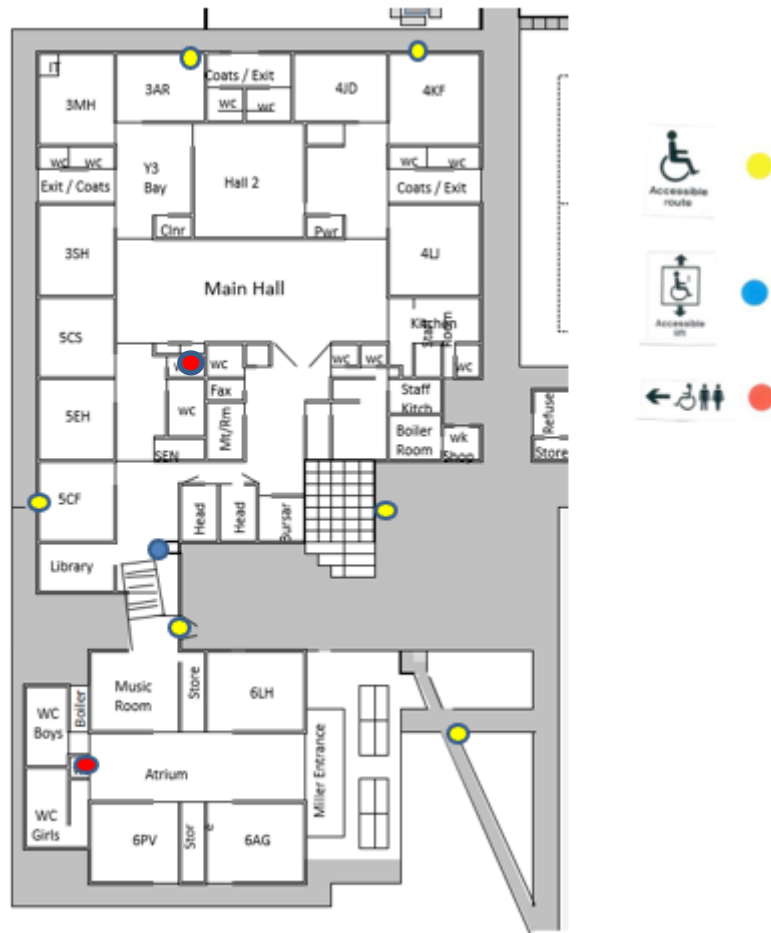 IT
3MH
3AR
Coats / Exit
4JD
4KF
wc
wc
wc
wc
Y3
Bay
Hall 2
wc
wc
Exit / Coats
Coats / Exit
Clnr
Pwr
3SH
4LJ
Main Hall
Kitchen
Staff
Room
5CS
wc
wc
wc
wc
Fax
Staff
Kitch
5EH
wc
Mt/Rm
Boiler
Room
wk
Shop
SEN
5CF
Head
Head
Bursar
Library
Refuse
Store
Music
Room
Store
6LH
Boiler
WC
Boys
Atrium
Miller Entrance
WC
Girls
6PV
Stor
e
6AG
Accessible
route
Accessible
lift